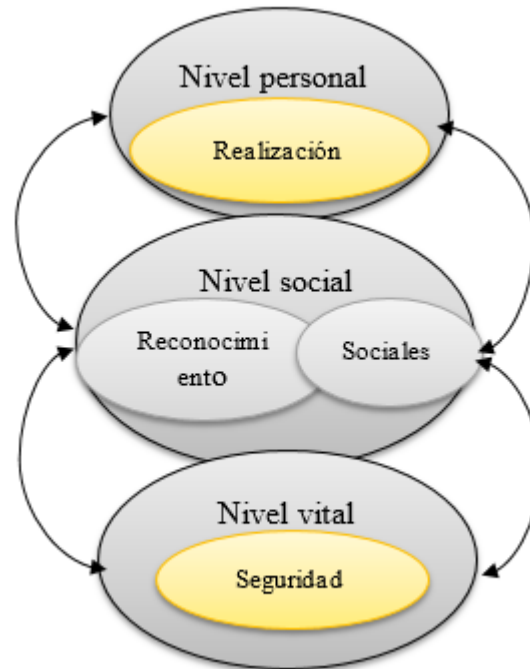 Nivel personal
Realización
Nivel social
Reconocimi
ento
Sociales
Nivel vital
Seguridad